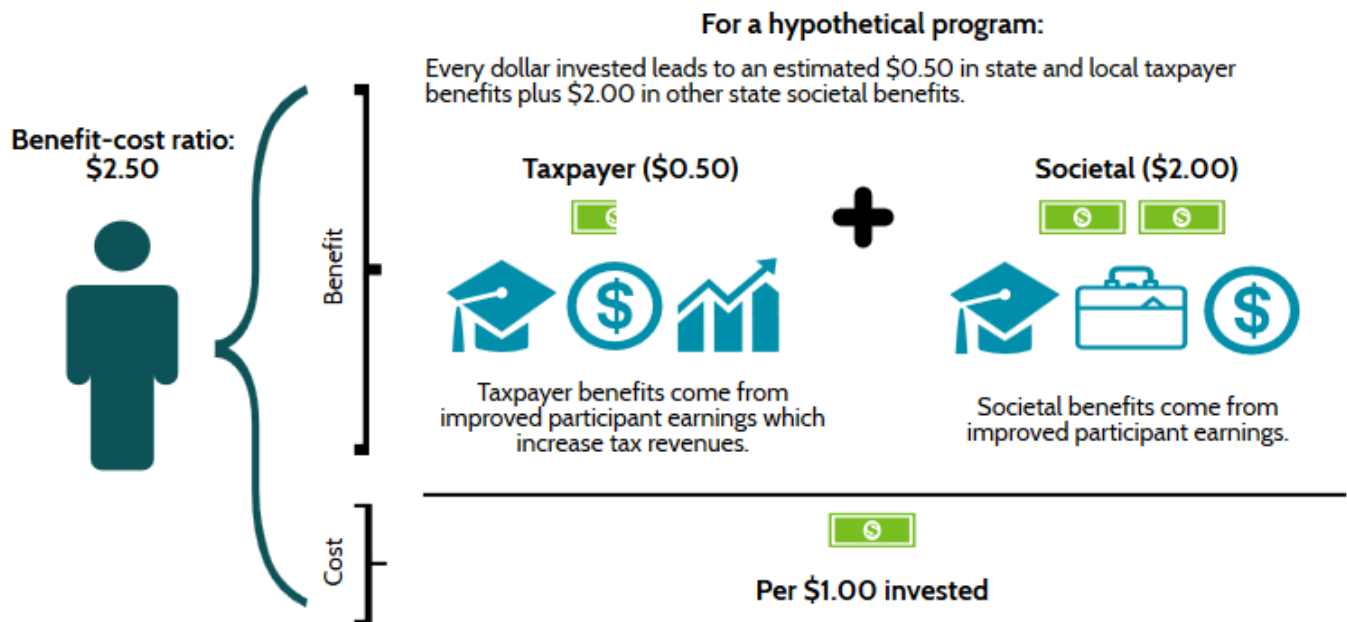 For a hypothetical program:
Every dollar invested leads to an estimated $0.50 in state and local taxpayer
benefits plus $2.00 in other state societal benefits.
Benefit-cost ratio:
$2.50
Benefit
Taxpayer ($0.50)
$
$
Taxpayer benefits come from
improved participant earnings which
increase tax revenues.
Societal ($2.00)
$ $
$
Societal benefits come from
improved participant earnings.
Cost
$
Per $1.00 invested